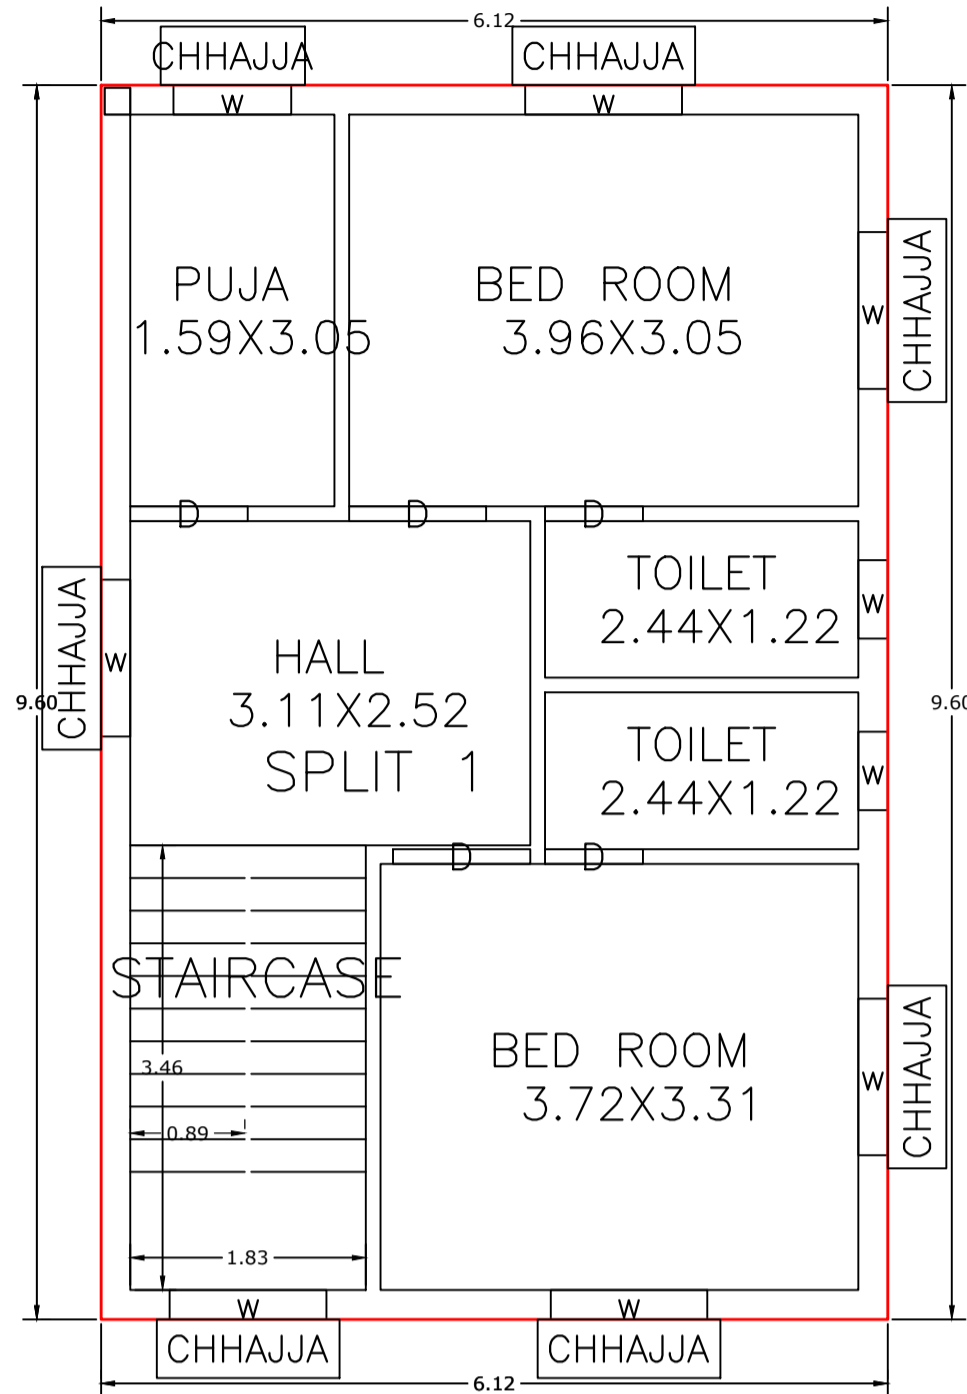 6.12
CHHAJJA
CHHAJJA
W
W
PUJA
1.59X3.05
BED ROOM
3.96X3.05
W
CHHAJJA
D
D
D
TOILET
2.44X1.22
W
CHHAJJA
W
HALL
3.11X2.52
SPLIT 1
9.60
9.60
TOILET
2.44X1.22
W
D
D
STAIRCASE
3.46
0.89
BED ROOM
3.72X3.31
W
CHHAJJA
1.83
W
W
CHHAJJA
CHHAJJA
6.12